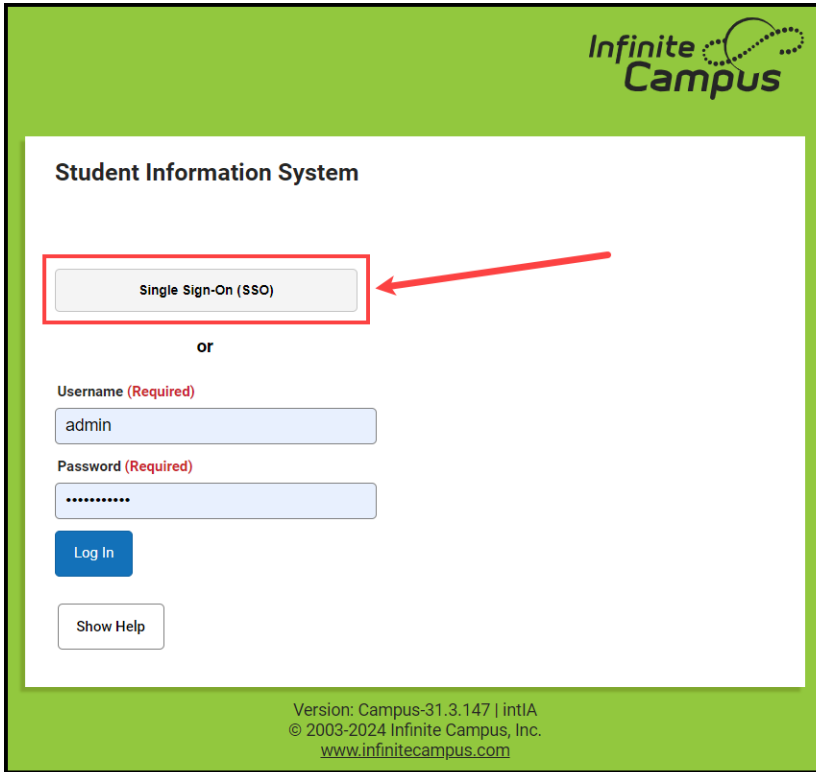 Infinite
Campus
Student Information System
Single Sign-On (SSO)
or
Username (Required)
admin
Password (Required)
•••••••••••
Log In
Show Help
Version: Campus-31.3.147 | intIA
© 2003-2024 Infinite Campus, Inc.
www.infinitecampus.com